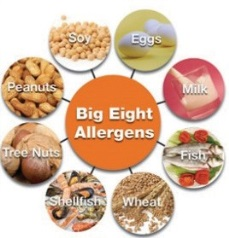 Big Eight
Allergens
Soy
Eggs
Milk
Fish
Wheat
Shellfish
Tree Nuts
Peanuts